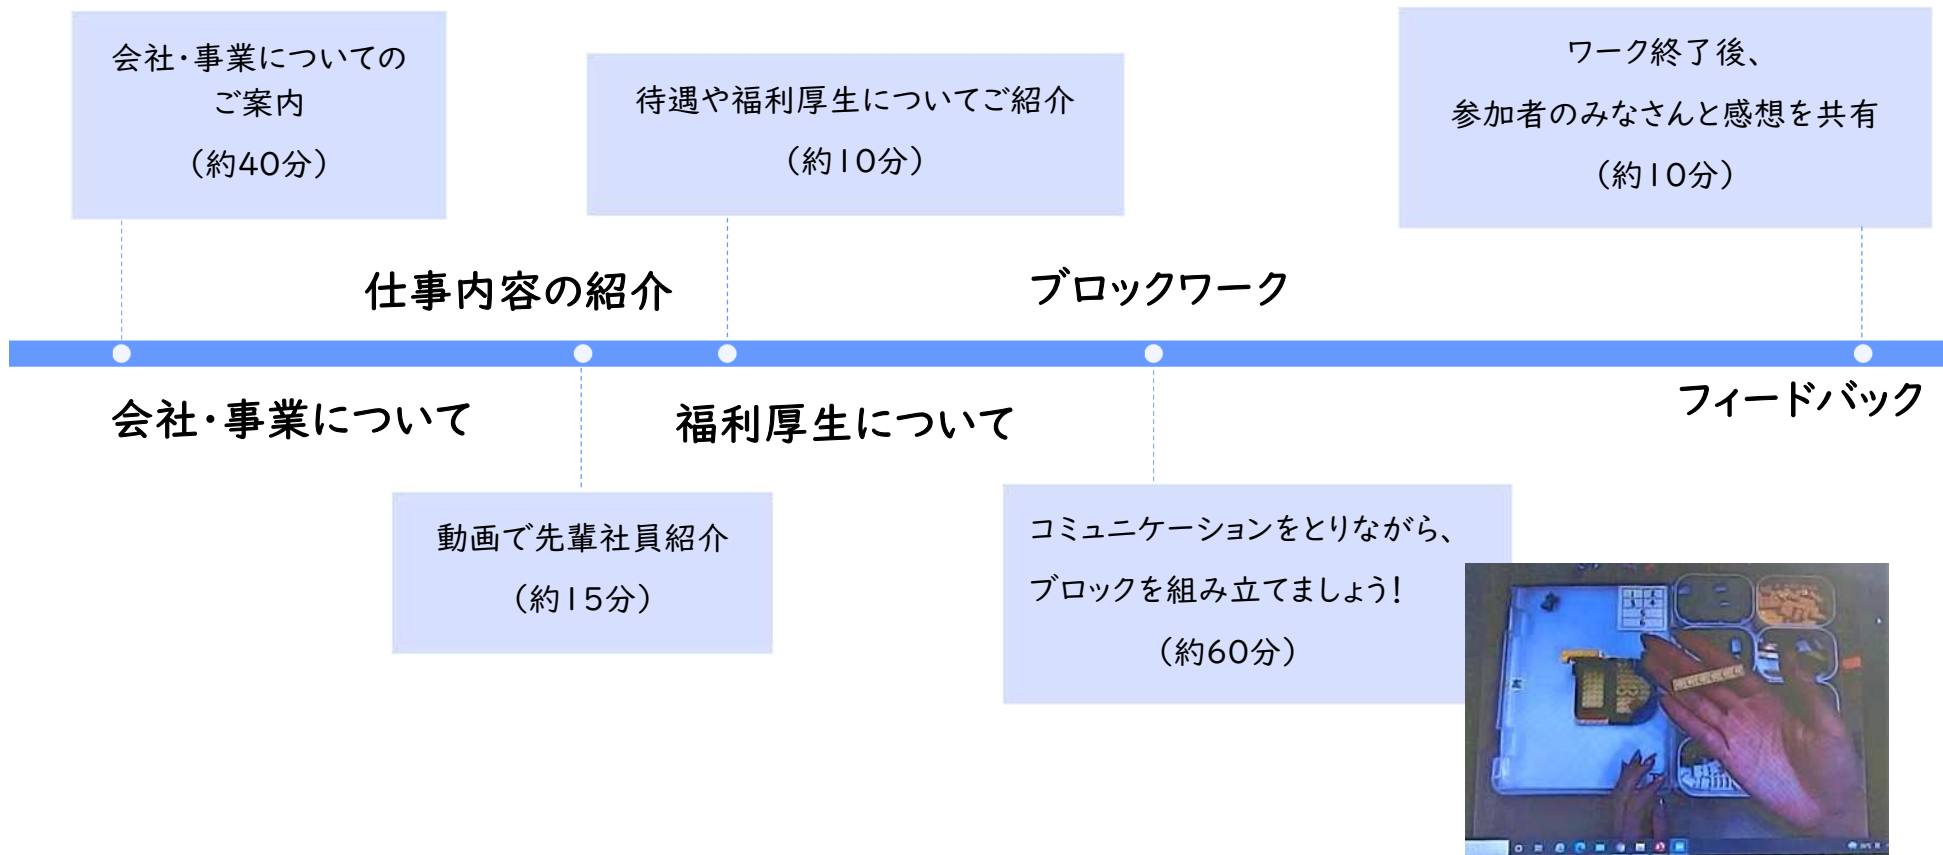 会社・事業についての
ご案内
（約40分）
待遇や福利厚生についてご紹介
（約10分）
ワーク終了後、
参加者のみなさんと感想を共有
（約10分）
仕事内容の紹介
ブロックワーク
会社・事業について
福利厚生について
フィードバック
動画で先輩社員紹介
（約15分）
コミュニケーションをとりながら、
ブロックを組み立てましょう!
（約60分）